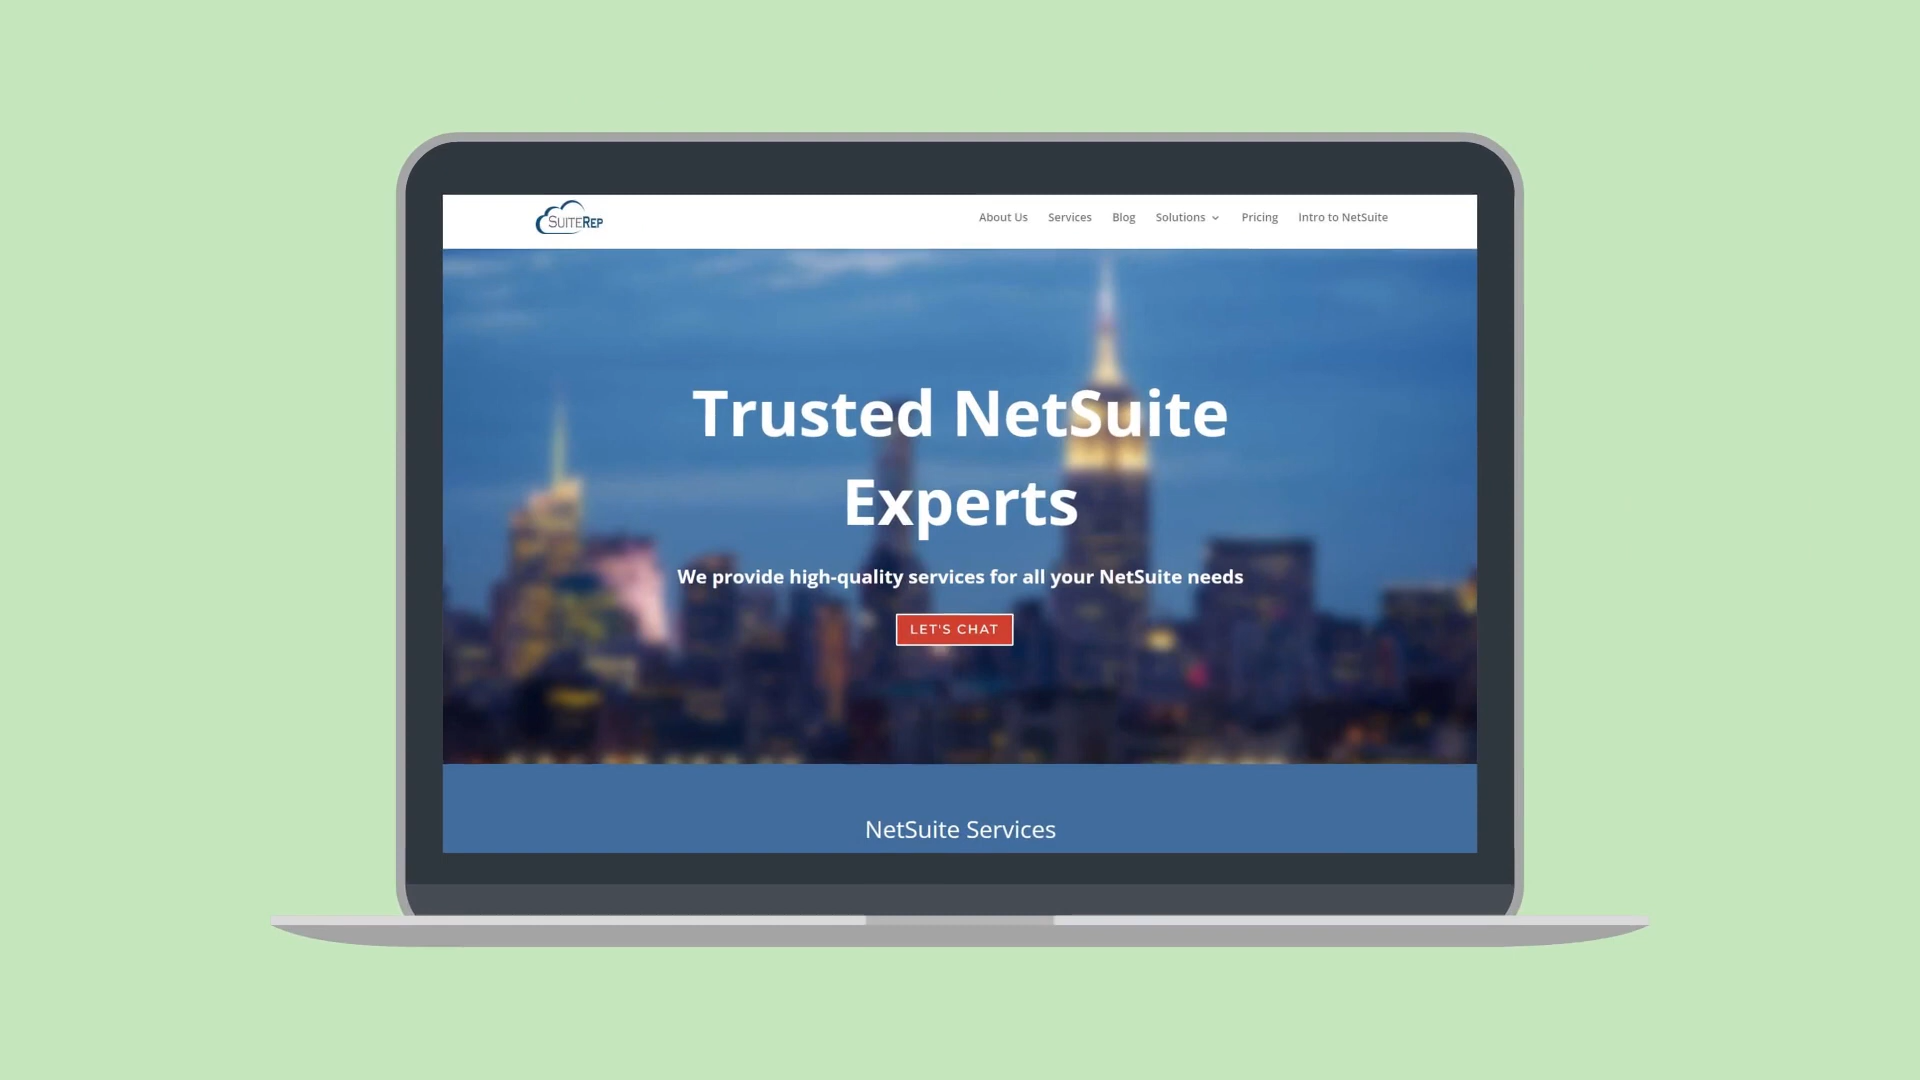 SUITEREP
About Us Services Blog Solutions Pricing Intro to NetSuite
Trusted NetSuite
Experts
We provide high-quality services for all your NetSuite needs
LET'S CHAT
NetSuite Services